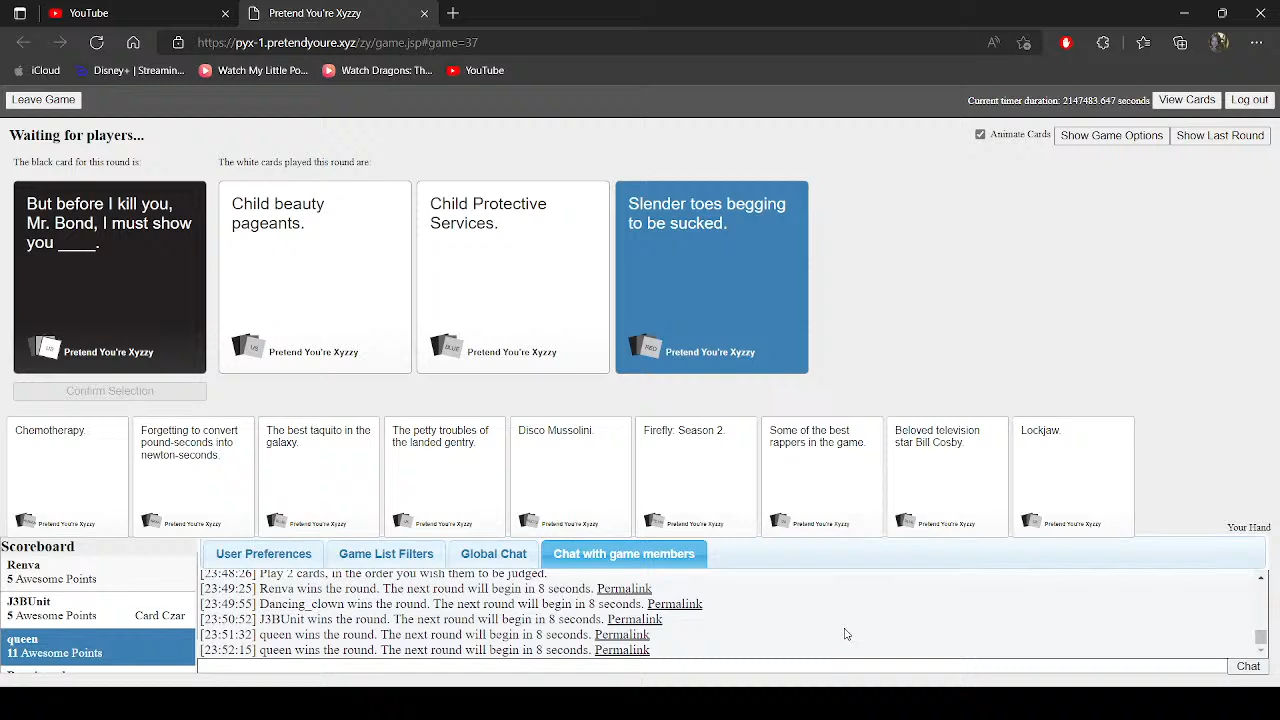 YouTube
Pretend You're Xyzzy
https://pyx-1.pretendyoure.xyz/zy/game.jsp#game=37
iCloud
Disney+ | Streamin...
Watch My Little Po...
Watch Dragons: Th...
YouTube
Leave Game
Current timer duration: 2147483.647 seconds
View Cards
Log out
Waiting for players...
Animate Cards
Show Game Options
Show Last Round
The black card for this round is:
The white cards played this round are:
But before I kill you,
Mr. Bond, I must show
you ____.
US
Pretend You're Xyzzy
Child beauty
pageants.
US
Pretend You're Xyzzy
Child Protective
Services.
BLUE
Pretend You're Xyzzy
Slender toes begging
to be sucked.
RED
Pretend You're Xyzzy
Confirm Selection
Chemotherapy.
Pretend You're Xyzzy
Forgetting to convert
pound-seconds into
newton-seconds.
Pretend You're Xyzzy
The best taquito in the
galaxy.
Pretend You're Xyzzy
The petty troubles of
the landed gentry.
Pretend You're Xyzzy
Disco Mussolini.
Pretend You're Xyzzy
Firefly: Season 2.
Pretend You're Xyzzy
Some of the best
rappers in the game.
Pretend You're Xyzzy
Beloved television
star Bill Cosby.
Pretend You're Xyzzy
Lockjaw.
Pretend You're Xyzzy
Your Hand
Scoreboard
Renva
5 Awesome Points
J3BUnit
5 Awesome Points
Card Czar
queen
11 Awesome Points
User Preferences
Game List Filters
Global Chat
Chat with game members
[23:48:26] Play 2 cards, in the order you wish them to be judged.
[23:49:25] Renva wins the round. The next round will begin in 8 seconds. Permalink
[23:49:55] Dancing_clown wins the round. The next round will begin in 8 seconds. Permalink
[23:50:52] J3BUnit wins the round. The next round will begin in 8 seconds. Permalink
[23:51:32] queen wins the round. The next round will begin in 8 seconds. Permalink
[23:52:15] queen wins the round. The next round will begin in 8 seconds. Permalink
Chat